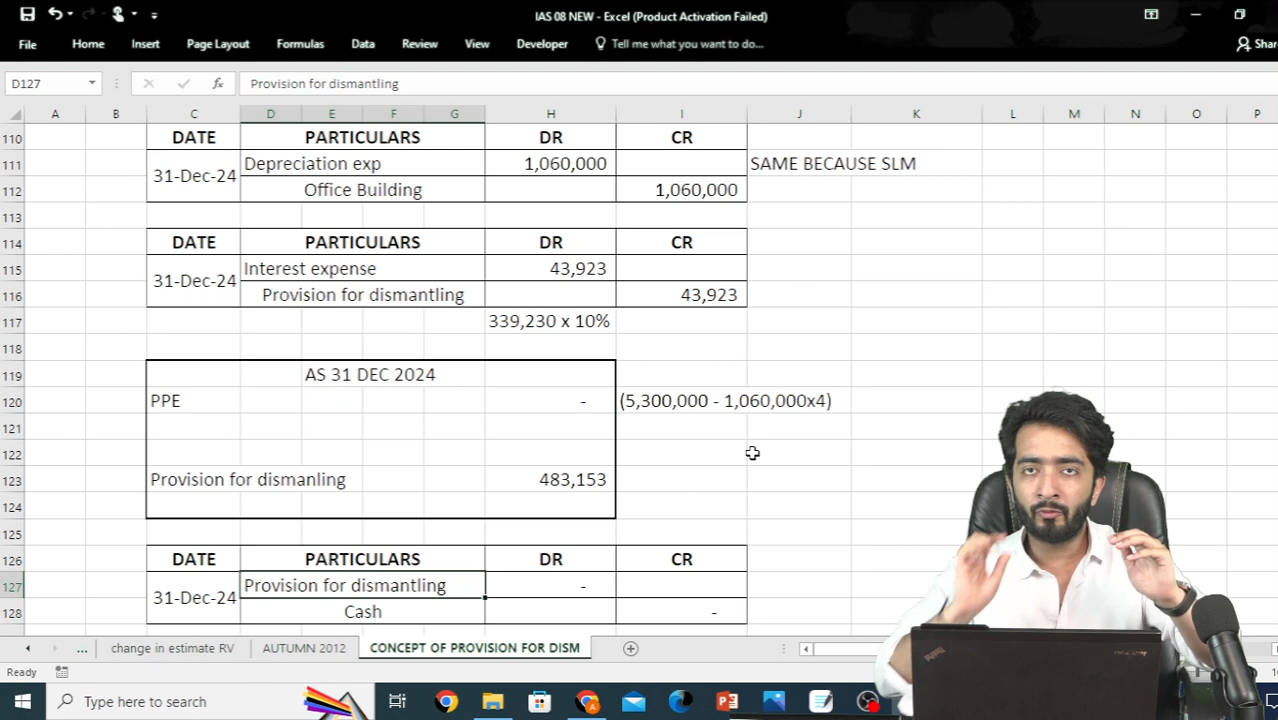 IAS 08 NEW - Excel (Product Activation Failed)
File Home Insert Page Layout Formulas Data Review View Developer Tell me what you want to do... Shar
D127 fx Provision for dismantling
A B C D E F G H I J K L M N O P
110 DATE PARTICULARS DR CR
111 31-Dec-24 Depreciation exp 1,060,000 SAME BECAUSE SLM
112 Office Building 1,060,000
113
114 DATE PARTICULARS DR CR
115 31-Dec-24 Interest expense 43,923
116 Provision for dismantling 43,923
117 339,230 x 10%
118
119 AS 31 DEC 2024
120 PPE - (5,300,000 - 1,060,000x4)
121
122
123 Provision for dismanling 483,153
124
125
126 DATE PARTICULARS DR CR
127 31-Dec-24 Provision for dismantling -
128 Cash -
... change in estimate RV AUTUMN 2012 CONCEPT OF PROVISION FOR DISM
Ready
Type here to search